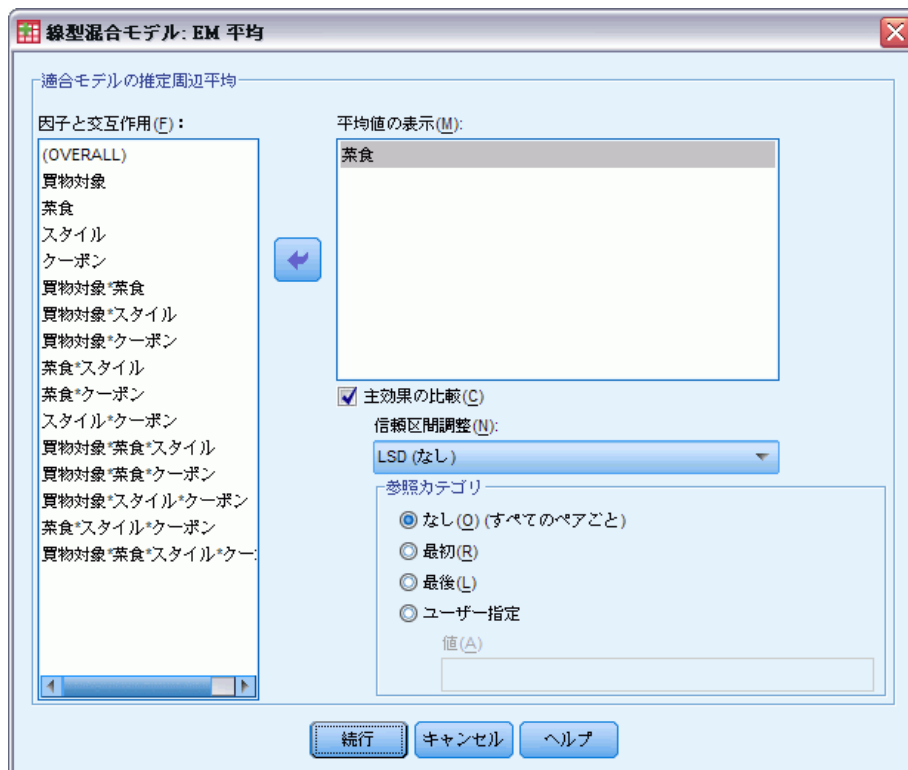 線型混合モデル: EM 平均
適合モデルの推定周辺平均
因子と交互作用(F):
(OVERALL)
買物対象
菜食
スタイル
クーポン
買物対象*菜食
買物対象*スタイル
買物対象*クーポン
菜食*スタイル
菜食*クーポン
スタイル*クーポン
買物対象*菜食*スタイル
買物対象*菜食*クーポン
買物対象*スタイル*クーポン
菜食*スタイル*クーポン
買物対象*菜食*スタイル*クー
平均値の表示(M):
菜食
主効果の比較(C)
信頼区間調整(N):
LSD (なし)
参照カテゴリ
なし(O) (すべてのペアごと)
最初(R)
最後(L)
ユーザー指定
値(A)
続行
キャンセル
ヘルプ